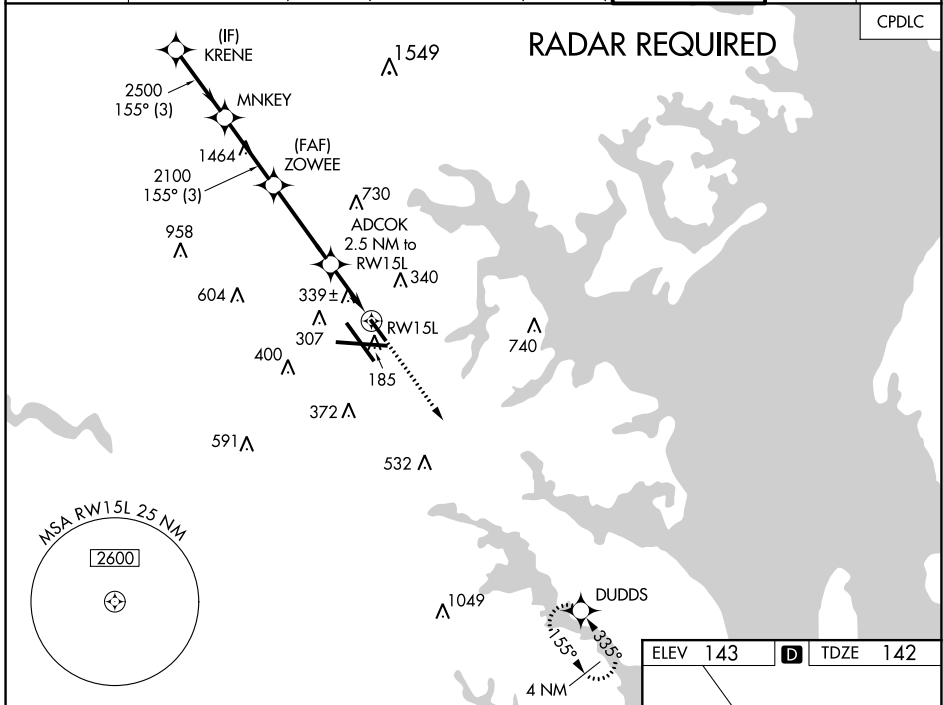 CPDLC
RADAR REQUIRED
(IF)
KRENE
1549
2500
155° (3)
MNKEY
1464
(FAF)
ZOWEE
2100
155° (3)
730
958
ADCOK
2.5 NM to
RW15L
340
604
339±
307
RW15L
740
400
185
372
591
532
MSA RW15L 25 NM
2600
1049
DUDDS
155°
335°
4 NM
ELEV 143 D TDZE 142